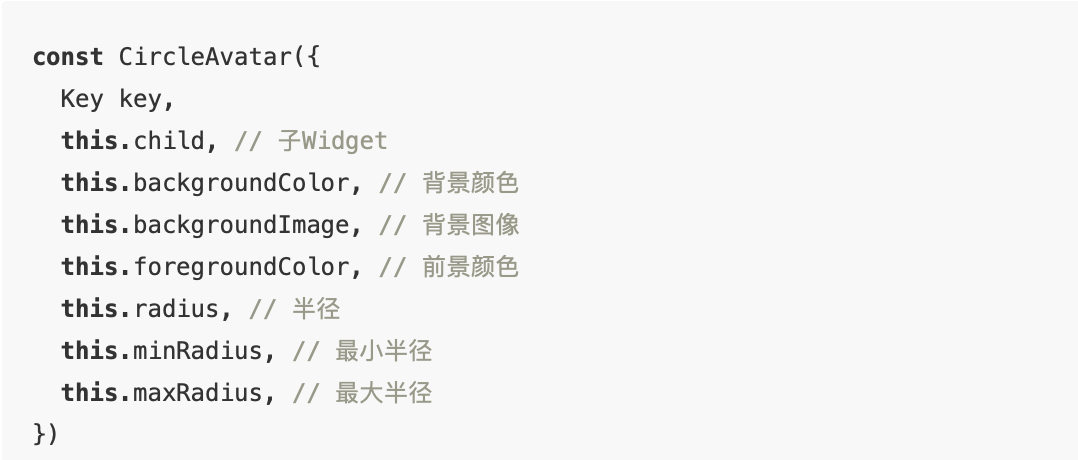 const CircleAvatar({
  Key key,
  this.child, // 子Widget
  this.backgroundColor, // 背景颜色
  this.backgroundImage, // 背景图像
  this.foregroundColor, // 前景颜色
  this.radius, // 半径
  this.minRadius, // 最小半径
  this.maxRadius, // 最大半径
})